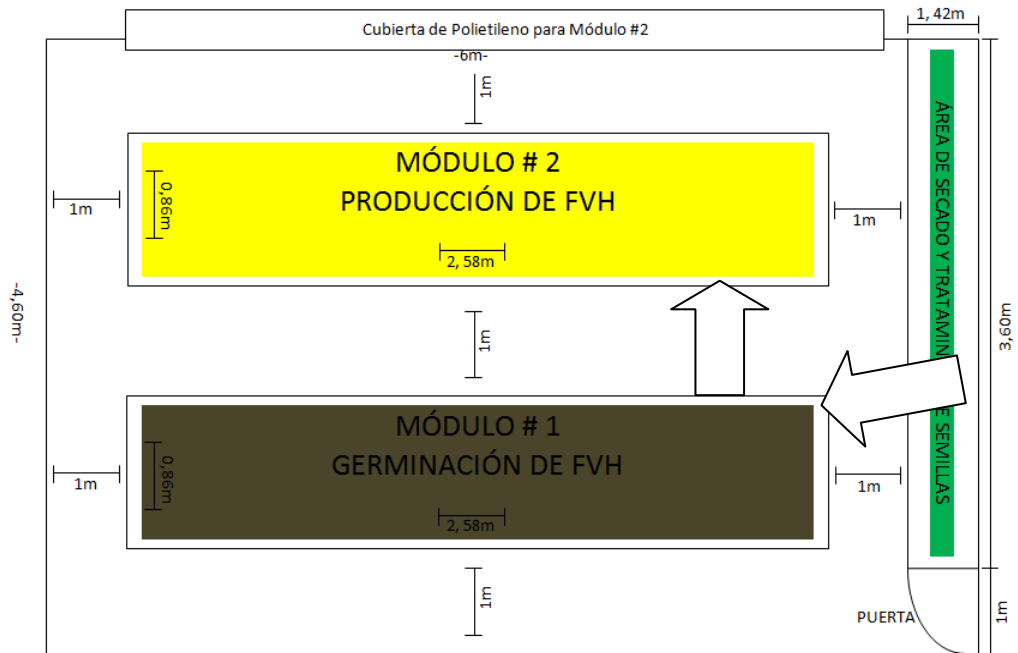 1, 42m
Cubierta de Polietileno para Módulo #2
-6m-
1m
MÓDULO # 2
PRODUCCIÓN DE FVH
0,86m
1m
1m
2, 58m
ÁREA DE SECADO Y TRATAMIN E SEMILLAS
-4,60m-
3,60m
1m
MÓDULO # 1
GERMINACIÓN DE FVH
0,86m
1m
1m
2, 58m
1m
PUERTA
1m